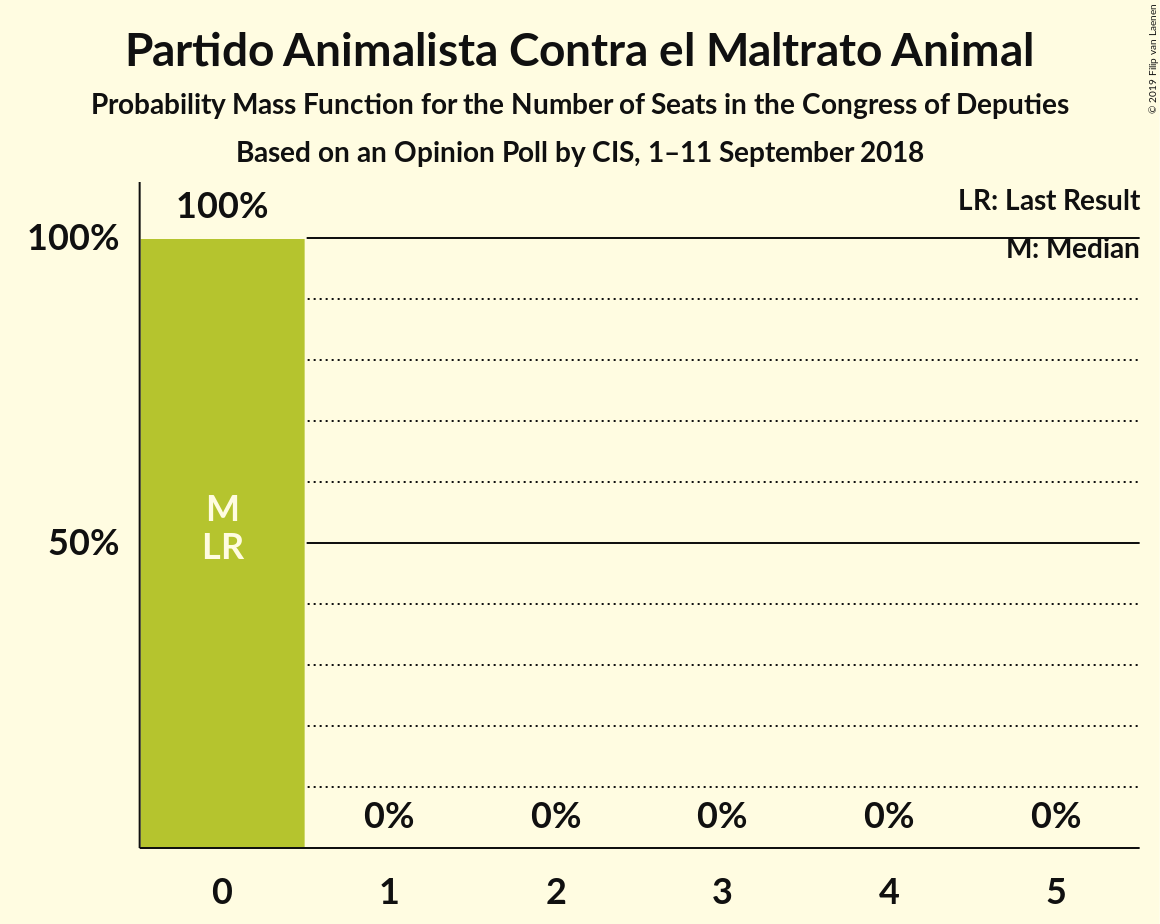 Partido Animalista Contra el Maltrato Animal
Probability Mass Function for the Number of Seats in the Congress of Deputies
Based on an Opinion Poll by CIS, 1–11 September 2018
© 2019 Filip van Laenen
LR: Last Result
M: Median
100%
100%
50%
M
LR
0% 0% 0% 0% 0%
0 1 2 3 4 5